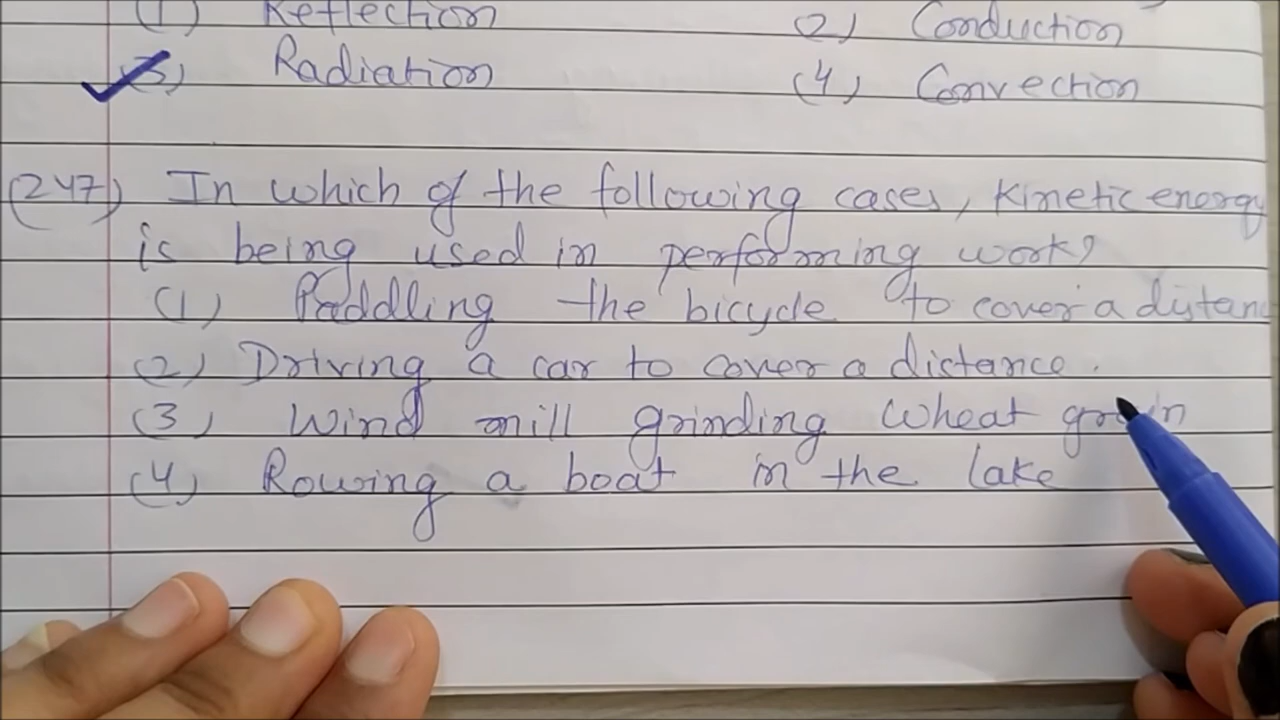 (1) Reflection (2) Conduction
(3) Radiation (4) Convection
(247) In which of the following cases, Kinetic energy
is being used in performing work?
(1) Paddling the bicycle to cover a distanc
(2) Driving a car to cover a distance.
(3) Wind mill grinding wheat grain
(4) Rowing a boat in the lake